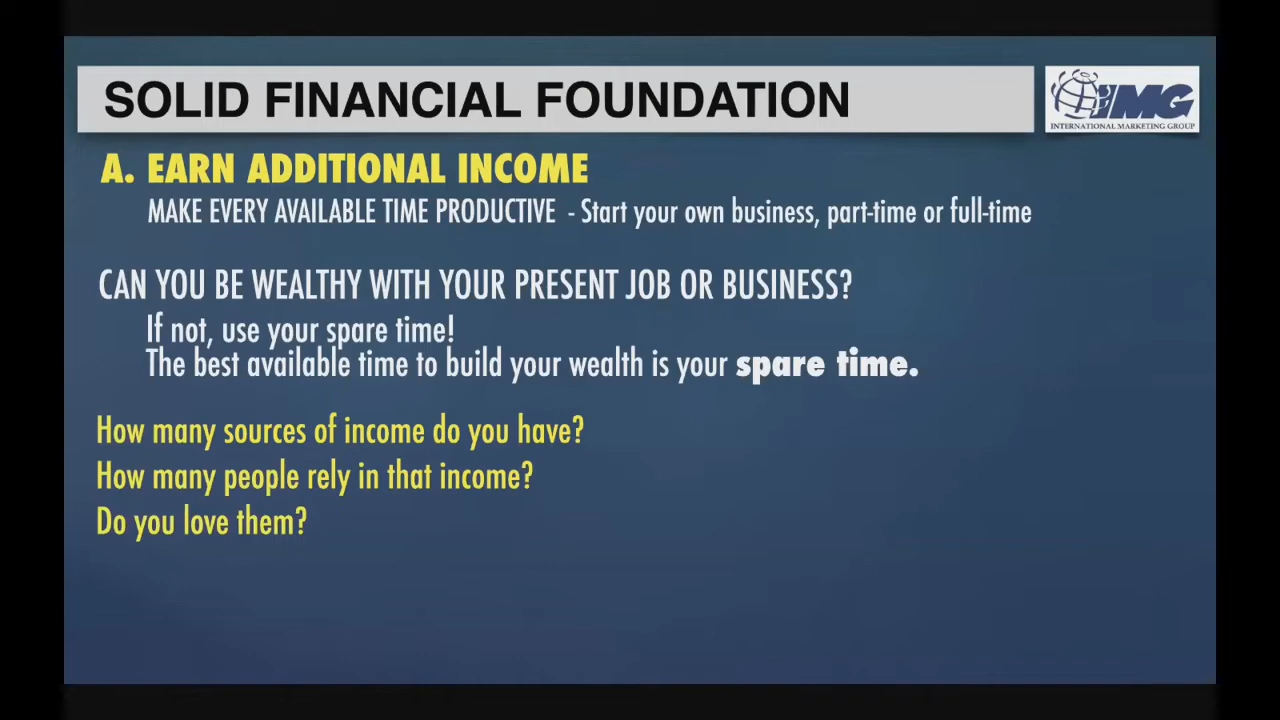 SOLID FINANCIAL FOUNDATION
IMG
INTERNATIONAL MARKETING GROUP
A. EARN ADDITIONAL INCOME
MAKE EVERY AVAILABLE TIME PRODUCTIVE - Start your own business, part-time or full-time
CAN YOU BE WEALTHY WITH YOUR PRESENT JOB OR BUSINESS?
If not, use your spare time!
The best available time to build your wealth is your spare time.
How many sources of income do you have?
How many people rely in that income?
Do you love them?